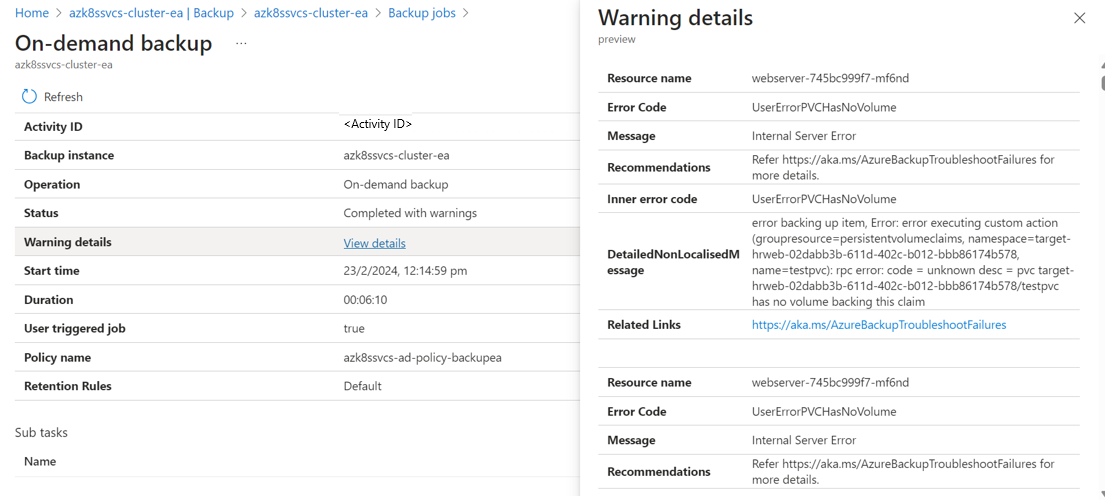 Home > azk8ssvcs-cluster-ea | Backup > azk8ssvcs-cluster-ea > Backup jobs >
On-demand backup ...
azk8ssvcs-cluster-ea
Refresh
Activity ID <Activity ID>
Backup instance azk8ssvcs-cluster-ea
Operation On-demand backup
Status Completed with warnings
Warning details View details
Start time 23/2/2024, 12:14:59 pm
Duration 00:06:10
User triggered job true
Policy name azk8ssvcs-ad-policy-backupea
Retention Rules Default
Sub tasks
Name
Warning details
preview
Resource name webserver-745bc999f7-mf6nd
Error Code UserErrorPVCHasNoVolume
Message Internal Server Error
Recommendations Refer https://aka.ms/AzureBackupTroubleshootFailures for
more details.
Inner error code UserErrorPVCHasNoVolume
DetailedNonLocalisedM
essage
error backing up item, Error: error executing custom action
(groupresource=persistentvolumeclaims, namespace=target-
hrweb-02dabb3b-611d-402c-b012-bbb86174b578,
name=testpvc): rpc error: code = unknown desc = pvc target-
hrweb-02dabb3b-611d-402c-b012-bbb86174b578/testpvc
has no volume backing this claim
Related Links https://aka.ms/AzureBackupTroubleshootFailures
Resource name webserver-745bc999f7-mf6nd
Error Code UserErrorPVCHasNoVolume
Message Internal Server Error
Recommendations Refer https://aka.ms/AzureBackupTroubleshootFailures for
more details.